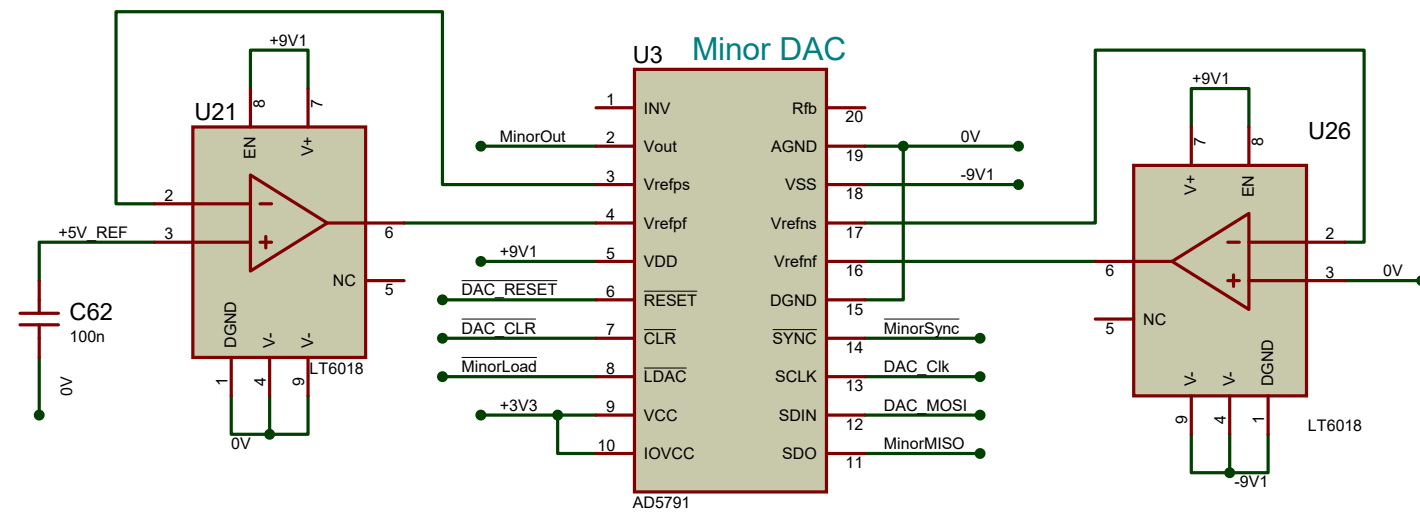 Minor DAC
U3
+9V1
U21
8
7
EN
V+
2
3
+5V_REF
6
NC
5
C62
100n
0V
DGND
V-
V-
LT6018
1
4
9
0V
1
INV
MinorOut
2
Vout
3
Vrefps
4
Vrefpf
+9V1
5
VDD
DAC_RESET
6
RESET
DAC_CLR
7
CLR
MinorLoad
8
LDAC
+3V3
9
VCC
10
IOVCC
AD5791
Rfb
20
AGND
19
0V
VSS
18
-9V1
Vrefns
17
Vrefnf
16
DGND
15
SYNC
14
MinorSync
SCLK
13
DAC_Clk
SDIN
12
DAC_MOSI
SDO
11
MinorMISO
+9V1
U26
7
8
V+
EN
2
6
3
0V
5
NC
V-
V-
DGND
9
4
1
LT6018
-9V1